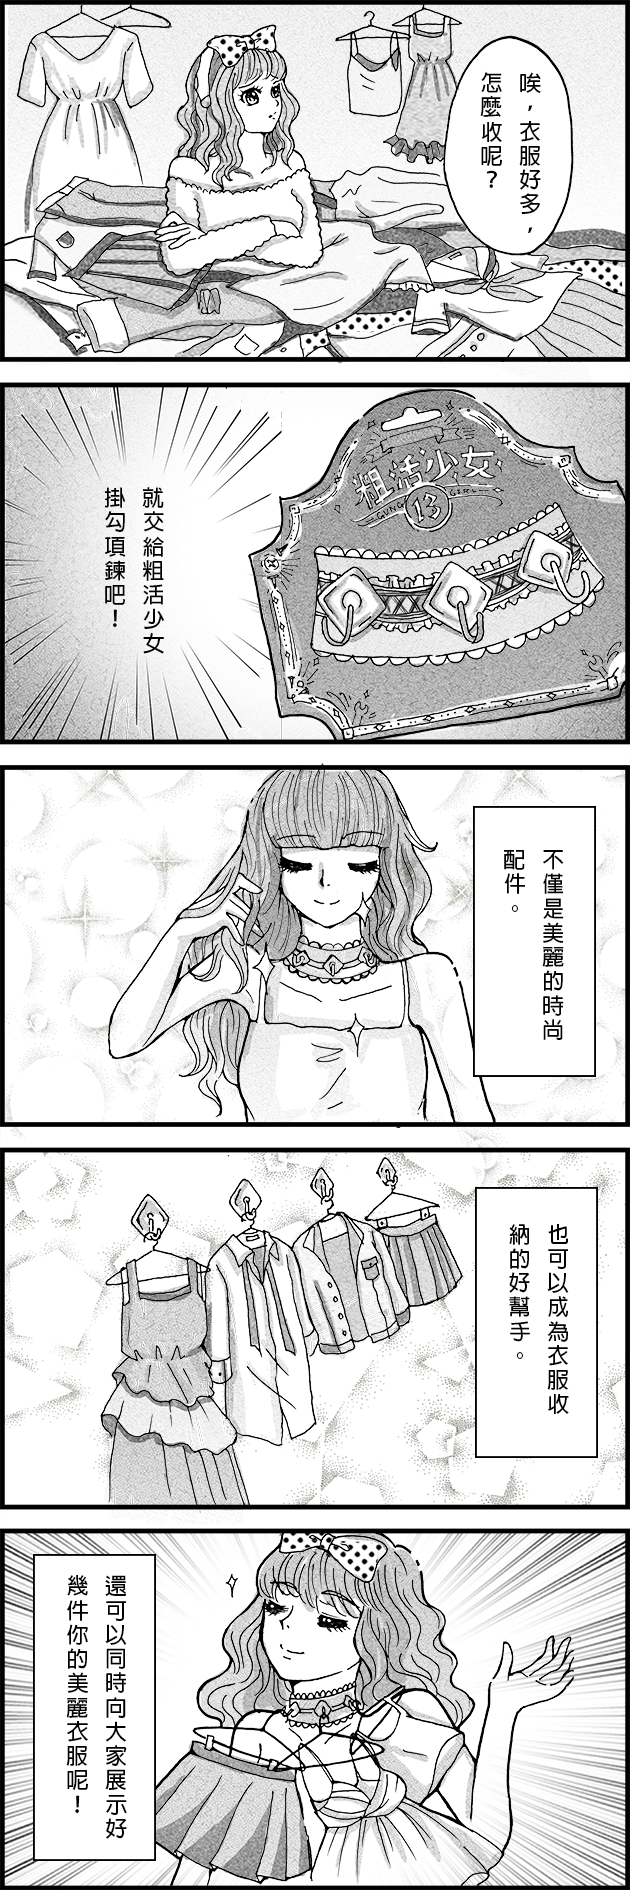 唉，衣服好多，
怎麼收呢？
粗活少女
13
GUNG GIRL
就交給粗活少女
掛勾項鍊吧！
不僅是美麗的時尚
配件。
也可以成為衣服收
納的好幫手。
還可以同時向大家展示好
幾件你的美麗衣服呢！